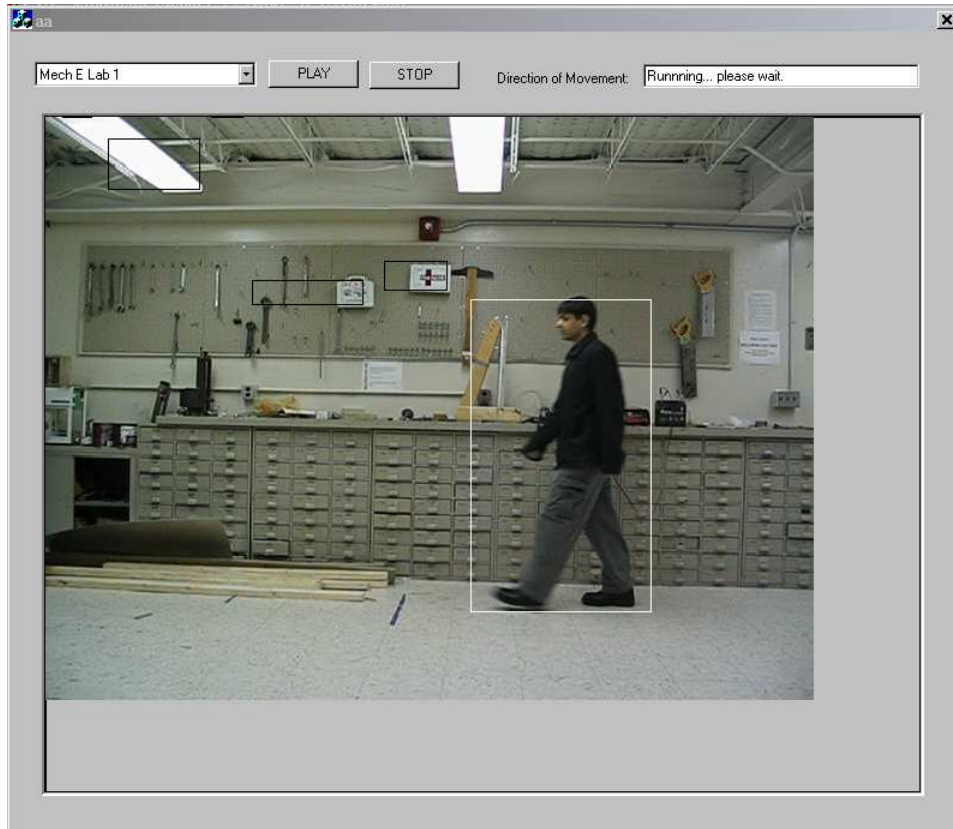 aa
Mech E Lab 1
PLAY
STOP
Direction of Movement:
Runnning... please wait.